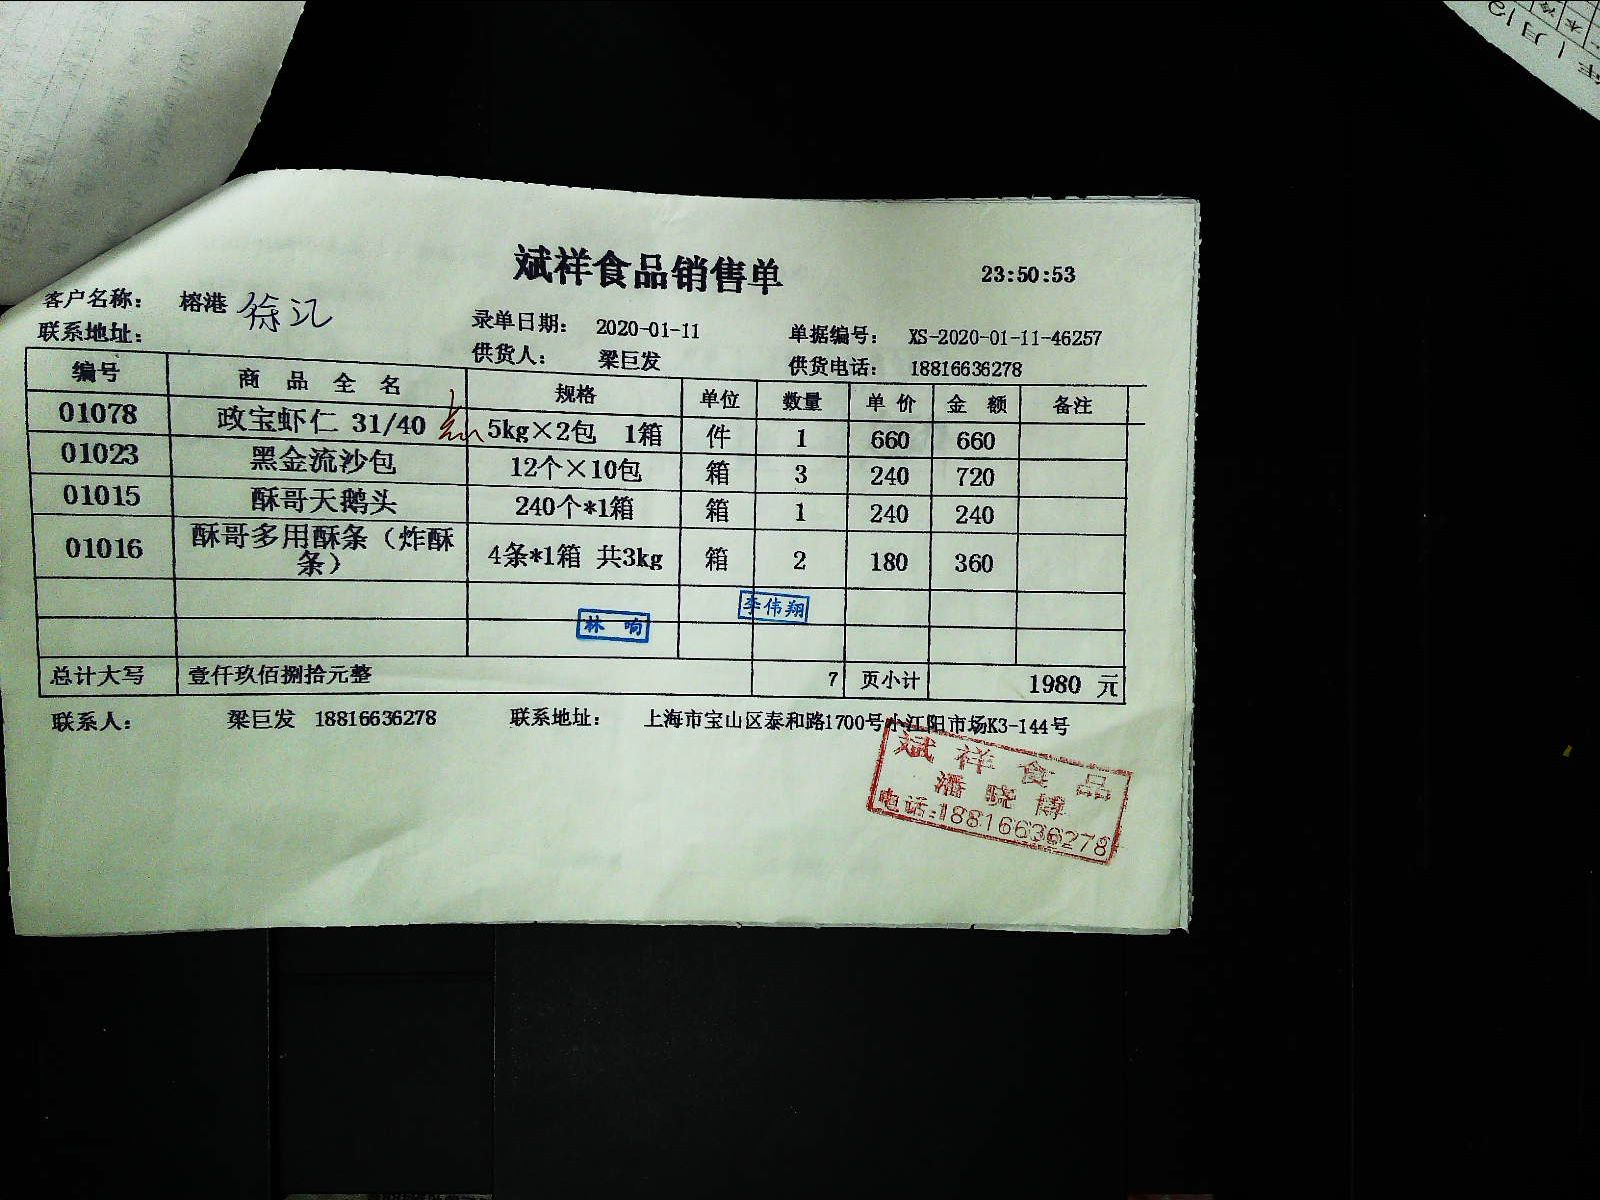 斌祥食品销售单 23:50:53
客户名称： 榕港 徐汇
录单日期： 2020-01-11 单据编号： XS-2020-01-11-46257
联系地址：
供货人： 梁巨发 供货电话： 18816636278
编号 商品全名 规格 单位 数量 单价 金额 备注
01078 政宝虾仁 31/40 5kg×2包 1箱 件 1 660 660
01023 黑金流沙包 12个×10包 箱 3 240 720
01015 酥哥天鹅头 240个*1箱 箱 1 240 240
01016 酥哥多用酥条（炸酥条） 4条*1箱 共3kg 箱 2 180 360
李伟翔
林响
总计大写 壹仟玖佰捌拾元整 7 页小计 1980 元
联系人： 梁巨发 18816636278 联系地址： 上海市宝山区泰和路1700号小江阳市场K3-144号
斌祥食品
潘晓博
电话:18816636278